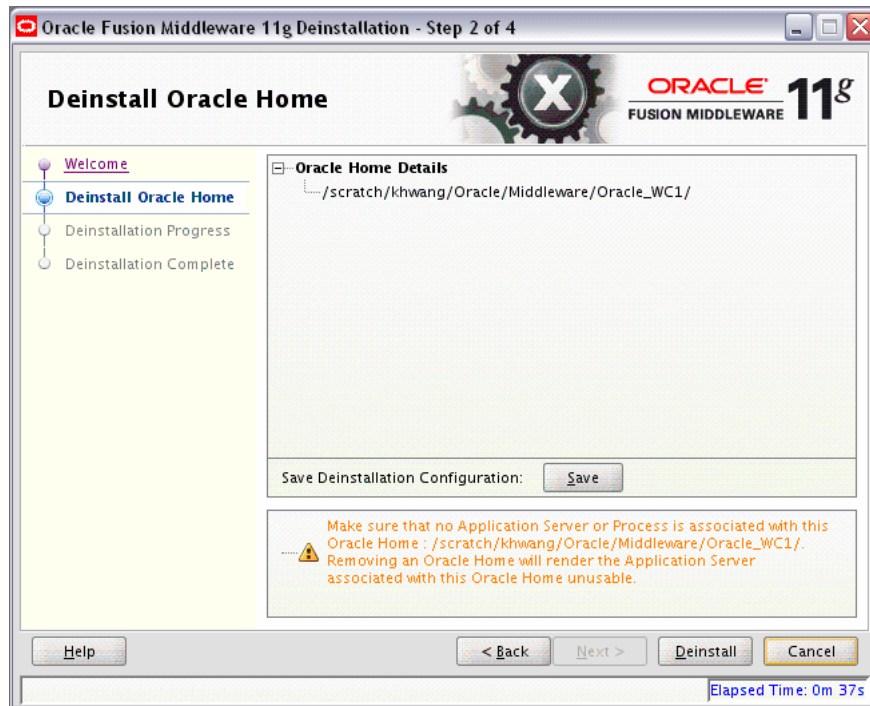 Oracle Fusion Middleware 11g Deinstallation - Step 2 of 4
Deinstall Oracle Home
ORACLE
FUSION MIDDLEWARE
11g
Welcome
Deinstall Oracle Home
Deinstallation Progress
Deinstallation Complete
Oracle Home Details
/scratch/khwang/Oracle/Middleware/Oracle_WC1/
Save Deinstallation Configuration: Save
Make sure that no Application Server or Process is associated with this
Oracle Home : /scratch/khwang/Oracle/Middleware/Oracle_WC1/.
Removing an Oracle Home will render the Application Server
associated with this Oracle Home unusable.
Help < Back Next > Deinstall Cancel
Elapsed Time: 0m 37s